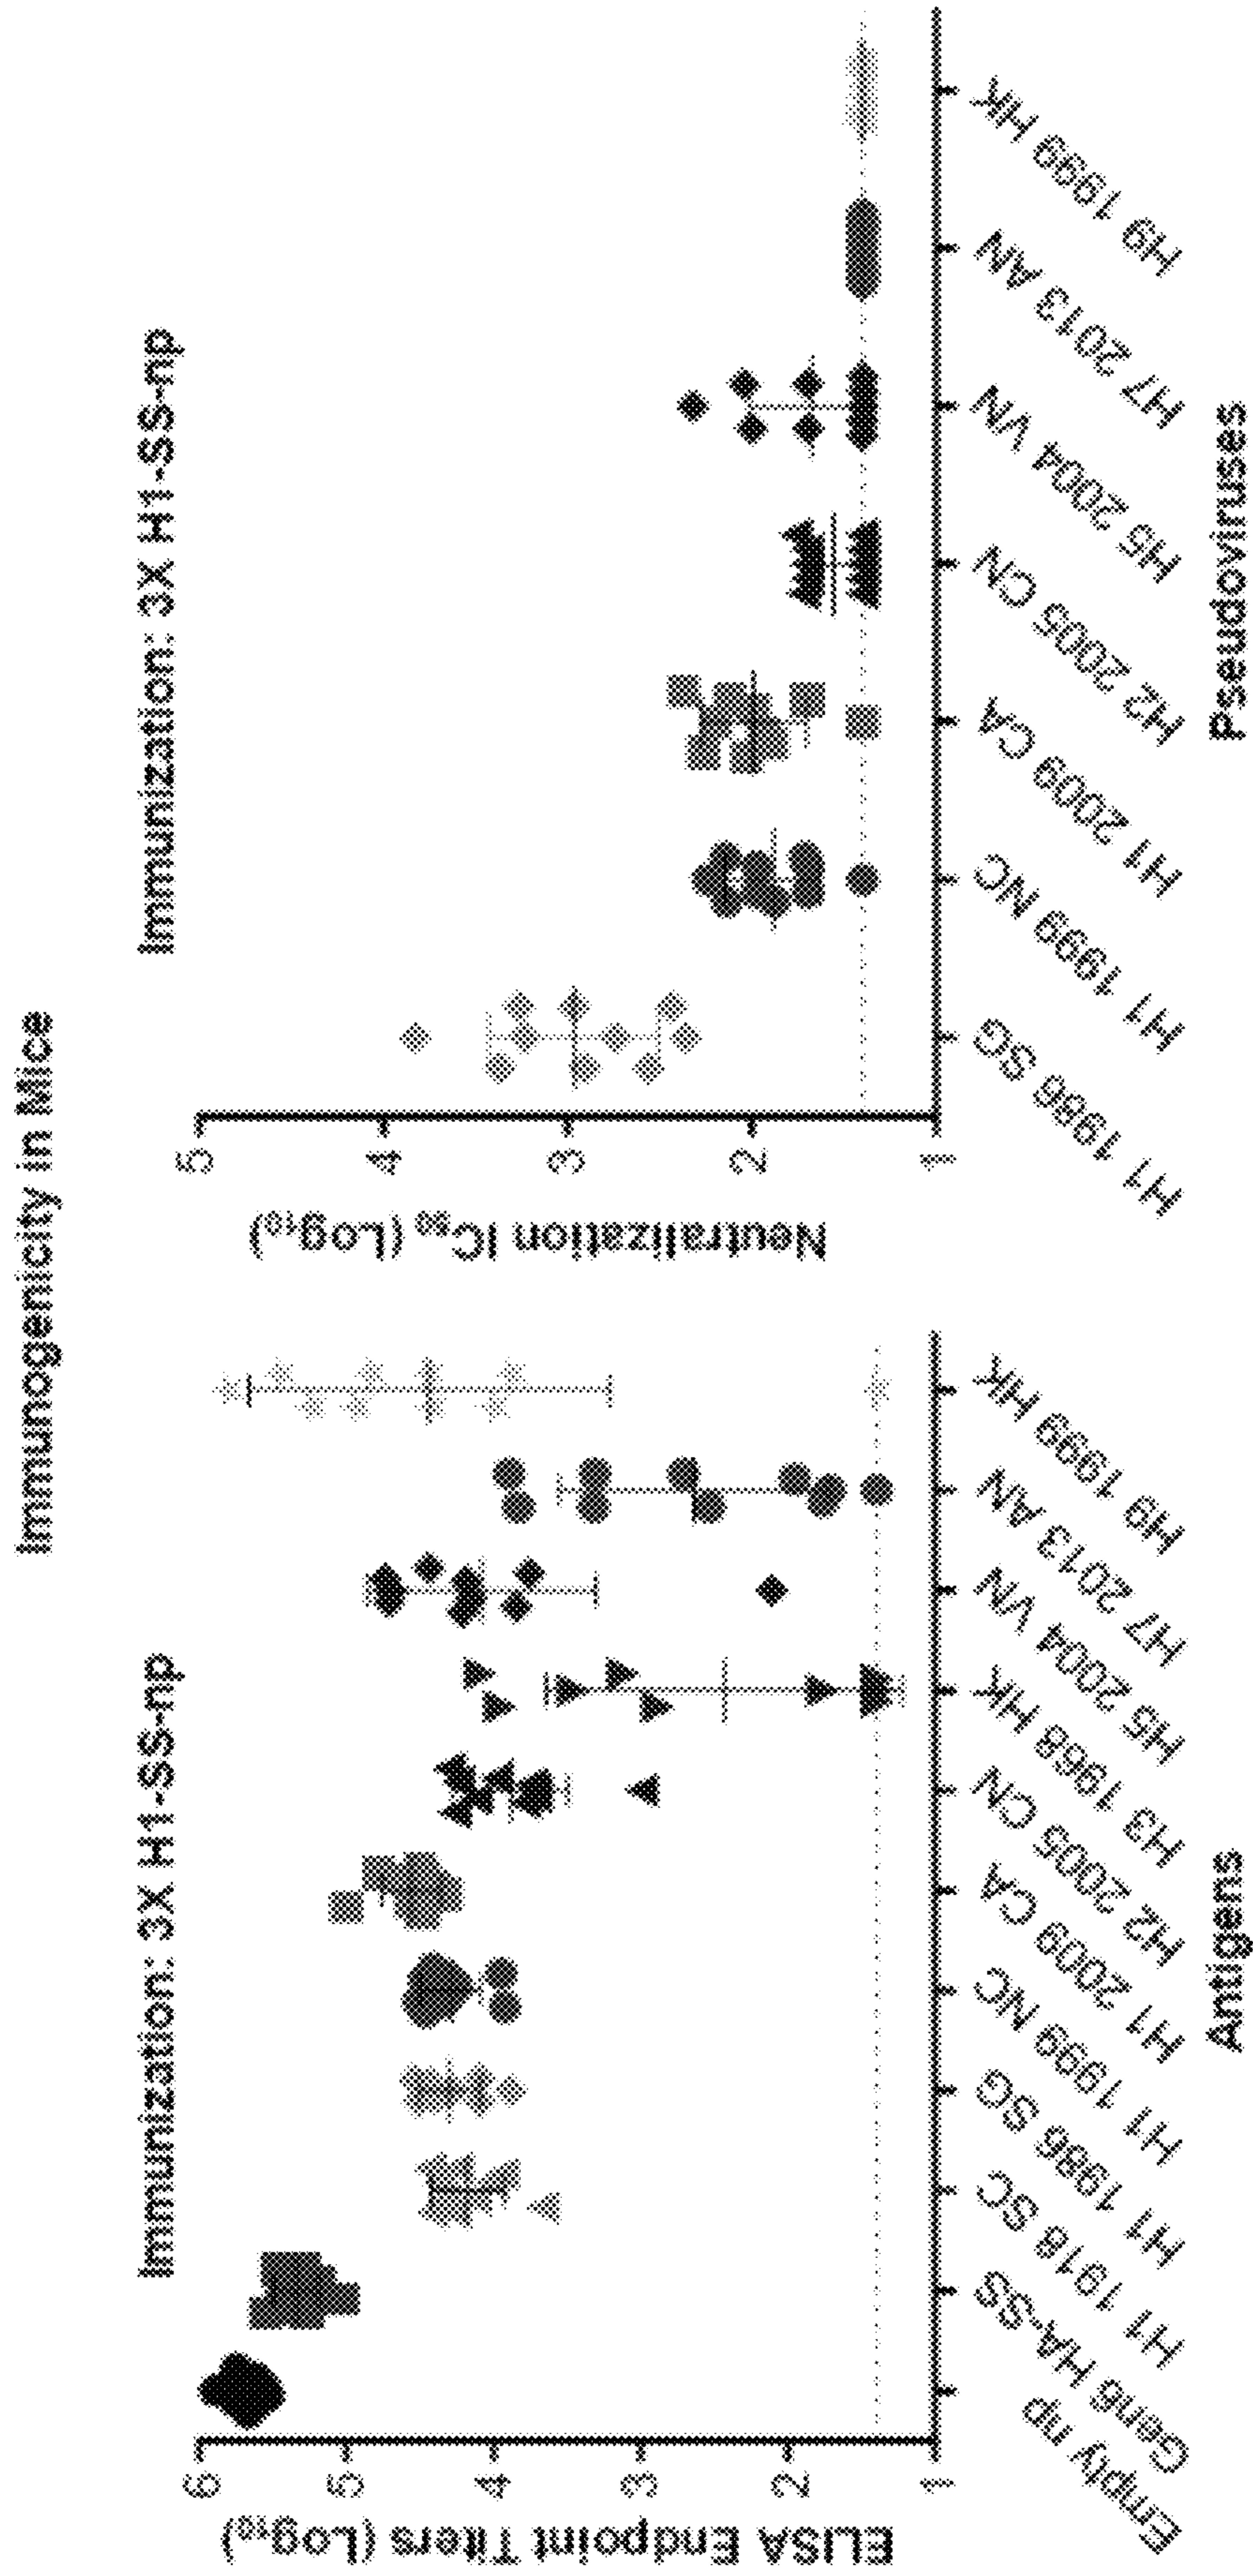 Immunogenicity in Mice
Immunization: 3X H1-SS-np
ELISA Endpoint Titers (Log10)
6
5
4
3
2
1
Empty np
Gen6 HA-SS
H1 1918 SC
H1 1986 SG
H1 1999 NC
H1 2009 CA
H2 2005 CN
H3 1968 HK
H5 2004 VN
H7 2013 AN
H9 1999 HK
Antigens
Immunization: 3X H1-SS-np
Neutralization IC50 (Log10)
5
4
3
2
1
H1 1986 SG
H1 1999 NC
H1 2009 CA
H2 2005 CN
H5 2004 VN
H7 2013 AN
H9 1999 HK
Pseudoviruses